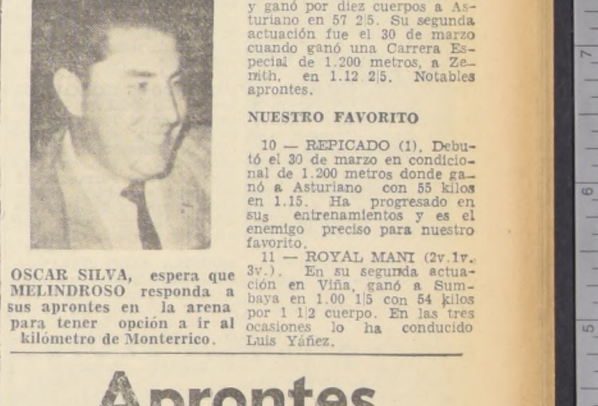 y ganó por diez cuerpos a As-
turiano en 57 2|5. Su segunda
actuación fue el 30 de marzo
cuando ganó una Carrera Es-
pecial de 1.200 metros, a Ze-
nith, en 1.12 2|5. Notables
aprontes.
NUESTRO FAVORITO
10 — REPICADO (1), Debu-
tó el 30 de marzo en condicio-
nal de 1.200 metros donde ga-
nó a Asturiano con 55 kilos
en 1.15. Ha progresado en
sus entrenamientos y es el
enemigo preciso para nuestro
favorito.
11 — ROYAL MANI (2v.1v.
3v.). En su segunda actua-
ción en Viña, ganó a Sum-
baya en 1.00 1|5 con 54 kilos
por 1 1|2 cuerpo. En las tres
ocasiones lo ha conducido
Luis Yáñez.
OSCAR SILVA, espera que
MELINDROSO responda a
sus aprontes en la arena
para tener opción a ir al
kilómetro de Monterrico.
Aprontes
7
6
5